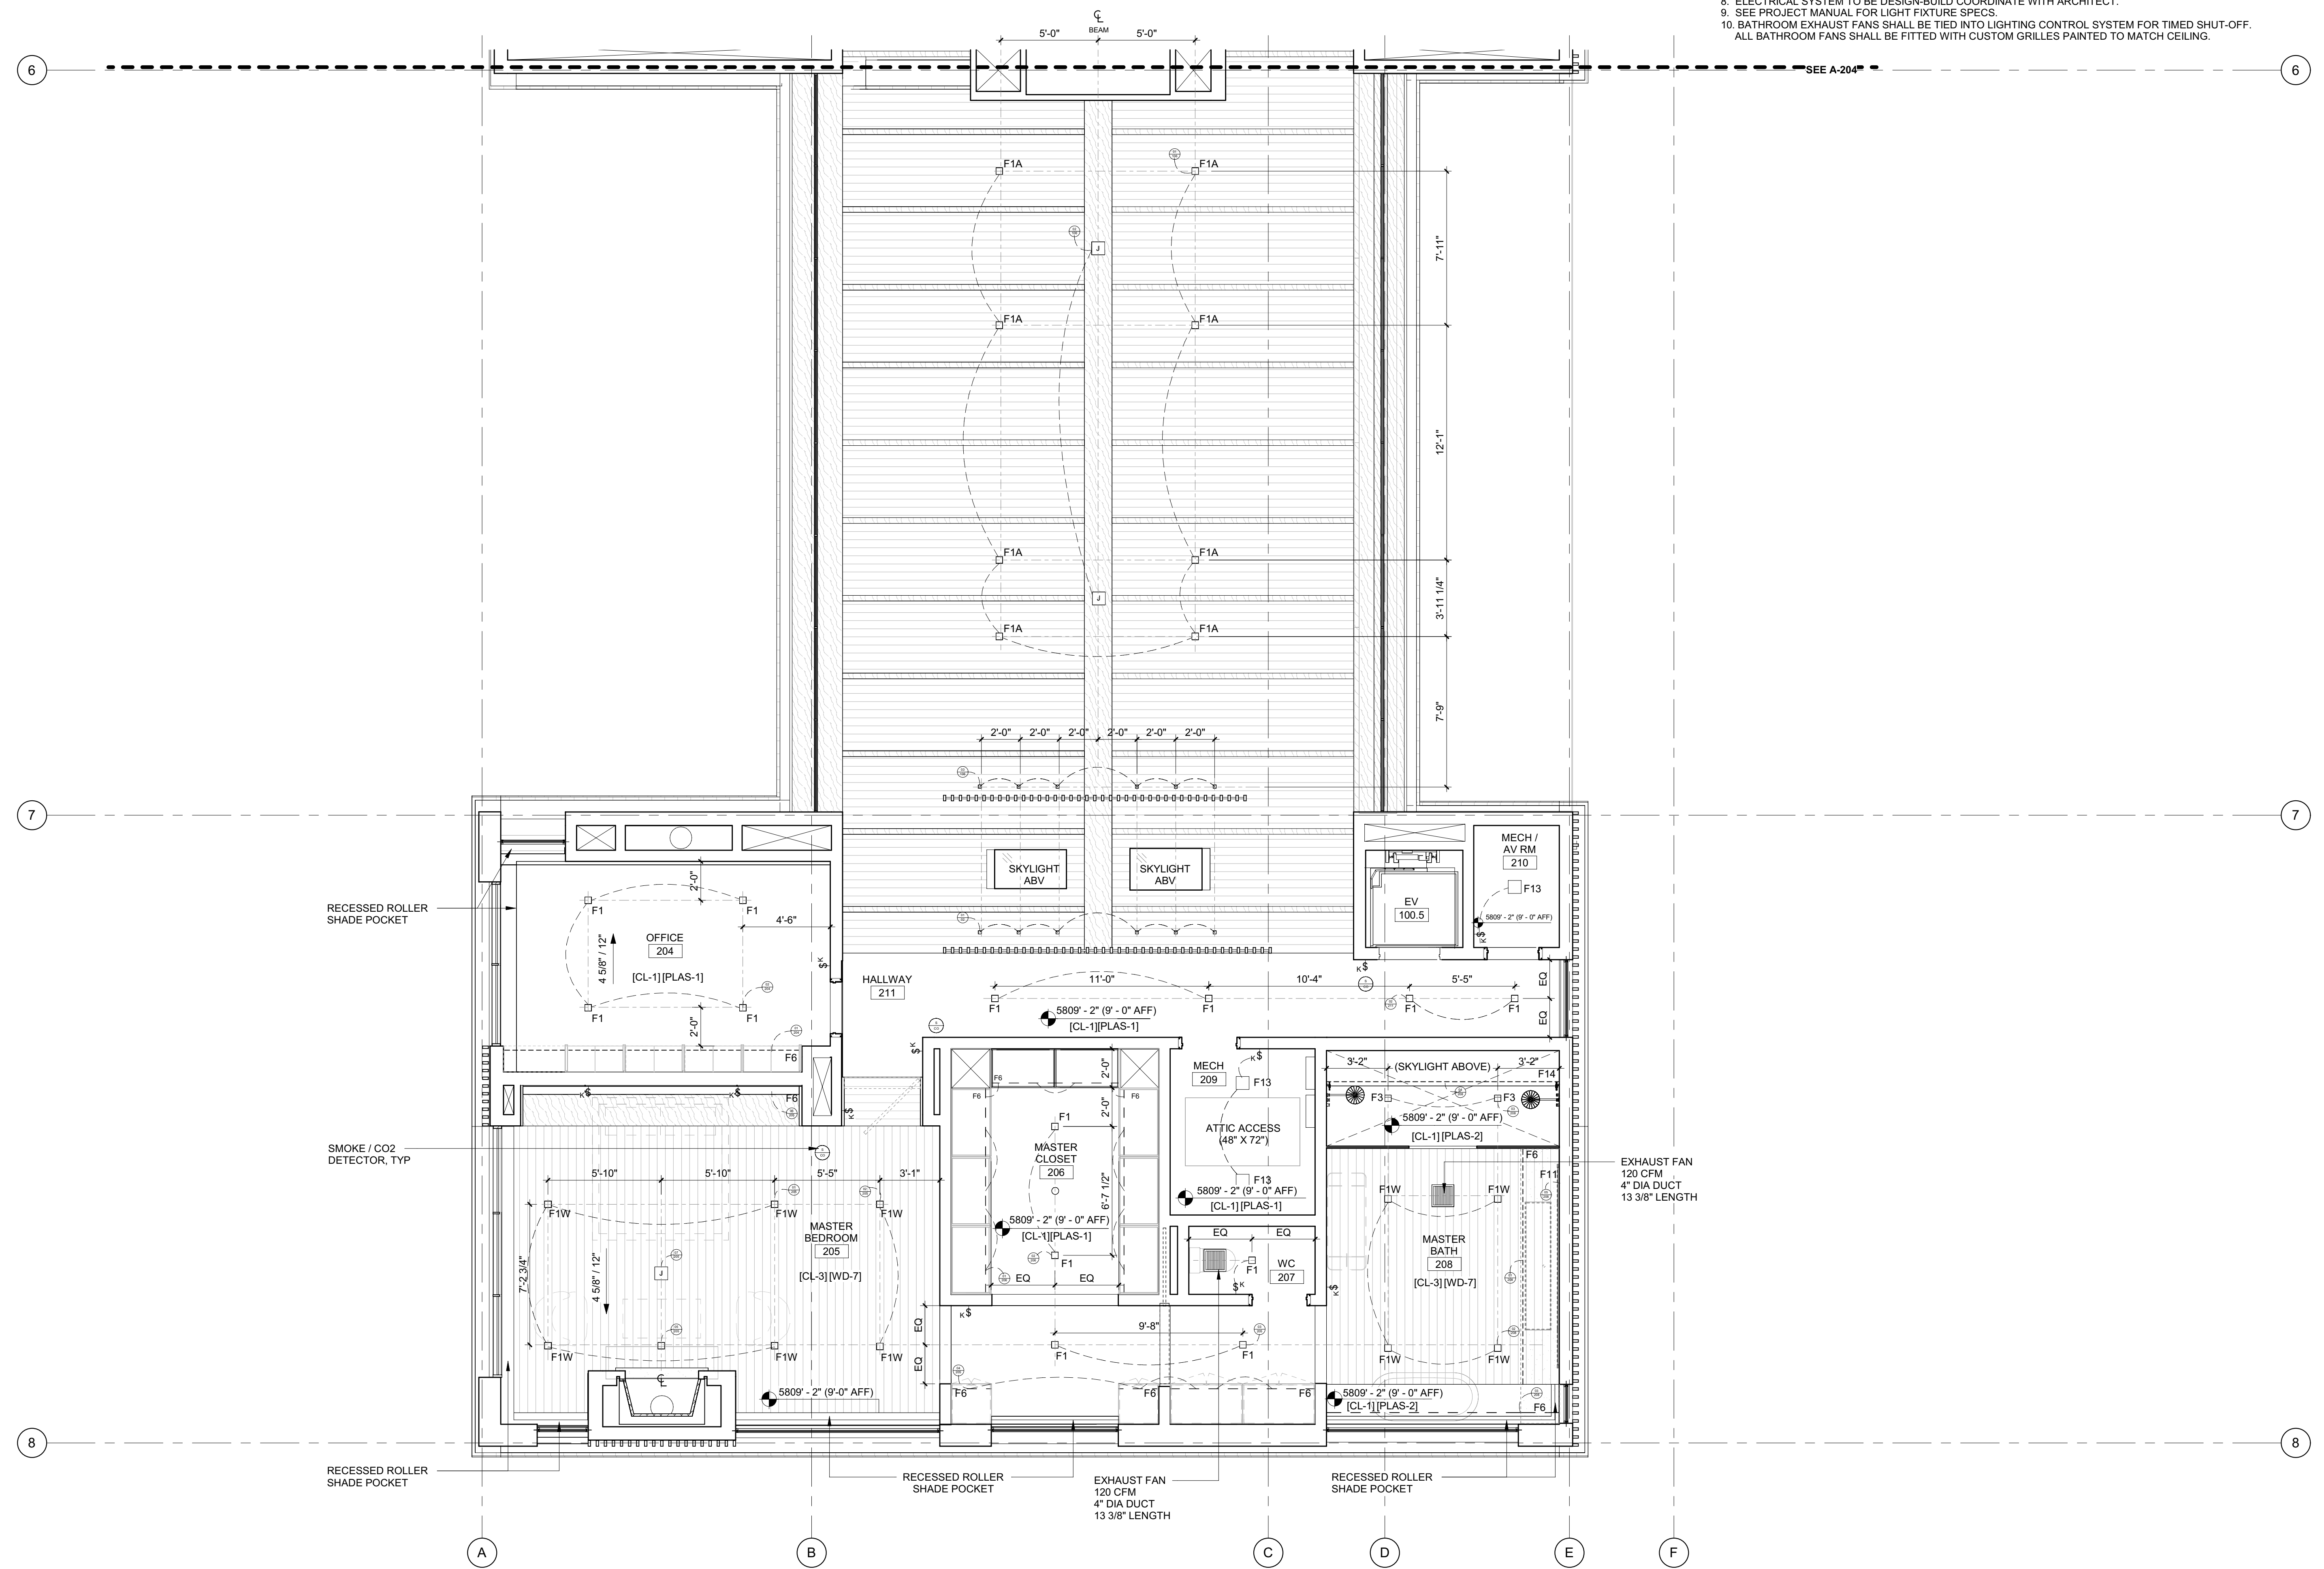 8. ELECTRICAL SYSTEM TO BE DESIGN-BUILD COORDINATE WITH ARCHITECT.
9. SEE PROJECT MANUAL FOR LIGHT FIXTURE SPECS.
10. BATHROOM EXHAUST FANS SHALL BE TIED INTO LIGHTING CONTROL SYSTEM FOR TIMED SHUT-OFF.
ALL BATHROOM FANS SHALL BE FITTED WITH CUSTOM GRILLES PAINTED TO MATCH CEILING.
BEAM
5'-0" 5'-0"
6 SEE A-204 6
F1A F1A
J
7'-11"
F1A F1A
12'-1"
F1A F1A
J
3'-11 1/4"
F1A F1A
7'-9"
2'-0" 2'-0" 2'-0" 2'-0" 2'-0" 2'-0"
7 7
SKYLIGHT
ABV
SKYLIGHT
ABV
MECH /
AV RM
210
F13
5809' - 2" (9' - 0" AFF)
K$
EV
100.5
RECESSED ROLLER
SHADE POCKET
2'-0"
F1 F1
4'-6"
OFFICE
204
4 5/8" / 12"
[CL-1] [PLAS-1]
$K
F1 F1
2'-0"
F6
HALLWAY
211
11'-0" 10'-4" 5'-5"
K$
EQ
EQ
F1 F1 F1 F1
5809' - 2" (9' - 0" AFF)
[CL-1][PLAS-1]
$K
K$ K$
F6
K$
SMOKE / CO2
DETECTOR, TYP
F6
F6 F6
2'-0"
2'-0"
F1
MASTER
CLOSET
206
6'-7 1/2"
5809' - 2" (9' - 0" AFF)
[CL-1][PLAS-1]
F1
EQ EQ
MECH
209
K$
F13
ATTIC ACCESS
(48" X 72")
F13
5809' - 2" (9' - 0" AFF)
[CL-1] [PLAS-1]
3'-2" (SKYLIGHT ABOVE) 3'-2"
F14
F3 F3
5809' - 2" (9' - 0" AFF)
[CL-1] [PLAS-2]
F6
F11
EXHAUST FAN
120 CFM
4" DIA DUCT
13 3/8" LENGTH
5'-10" 5'-10" 5'-5" 3'-1"
F1W F1W F1W
MASTER
BEDROOM
205
7'-2 3/4"
4 5/8" / 12"
J
[CL-3] [WD-7]
F1W F1W F1W
5809' - 2" (9'-0" AFF)
EQ EQ
F1
WC
207
$K
F1W F1W
MASTER
BATH
208
[CL-3] [WD-7]
K$
F1W F1W
K$
EQ
EQ
9'-8"
F1 F1
F6 F6 F6
5809' - 2" (9' - 0" AFF)
[CL-1] [PLAS-2]
F6
8 8
RECESSED ROLLER
SHADE POCKET
RECESSED ROLLER
SHADE POCKET
EXHAUST FAN
120 CFM
4" DIA DUCT
13 3/8" LENGTH
RECESSED ROLLER
SHADE POCKET
A B C D E F